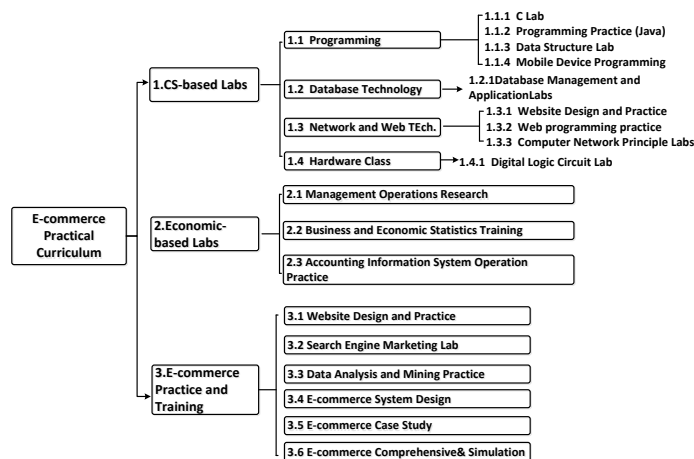 E-commerce
Practical
Curriculum
1.CS-based Labs
1.1 Programming
1.1.1 C Lab
1.1.2 Programming Practice (Java)
1.1.3 Data Structure Lab
1.1.4 Mobile Device Programming
1.2 Database Technology
1.2.1Database Management and
ApplicationLabs
1.3 Network and Web TEch.
1.3.1 Website Design and Practice
1.3.2 Web programming practice
1.3.3 Computer Network Principle Labs
1.4 Hardware Class
1.4.1 Digital Logic Circuit Lab
2.Economic-
based Labs
2.1 Management Operations Research
2.2 Business and Economic Statistics Training
2.3 Accounting Information System Operation
Practice
3.E-commerce
Practice and
Training
3.1 Website Design and Practice
3.2 Search Engine Marketing Lab
3.3 Data Analysis and Mining Practice
3.4 E-commerce System Design
3.5 E-commerce Case Study
3.6 E-commerce Comprehensive& Simulation